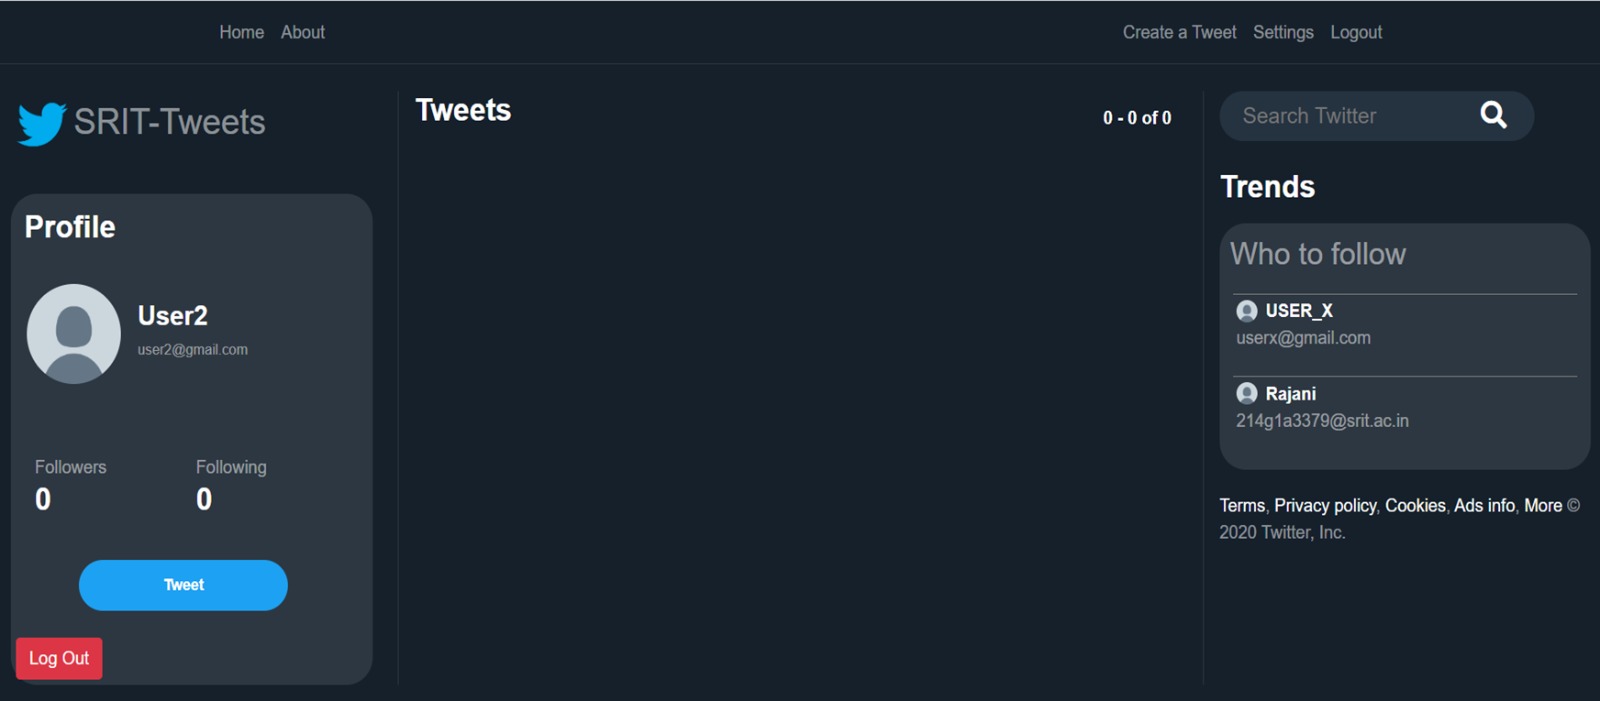 Home About
Create a Tweet Settings Logout
SRIT-Tweets
Profile
User2
user2@gmail.com
Followers Following
0 0
Tweet
Log Out
Tweets
0 - 0 of 0
Search Twitter
Trends
Who to follow
USER_X
userx@gmail.com
Rajani
214g1a3379@srit.ac.in
Terms, Privacy policy, Cookies, Ads info, More ©
2020 Twitter, Inc.